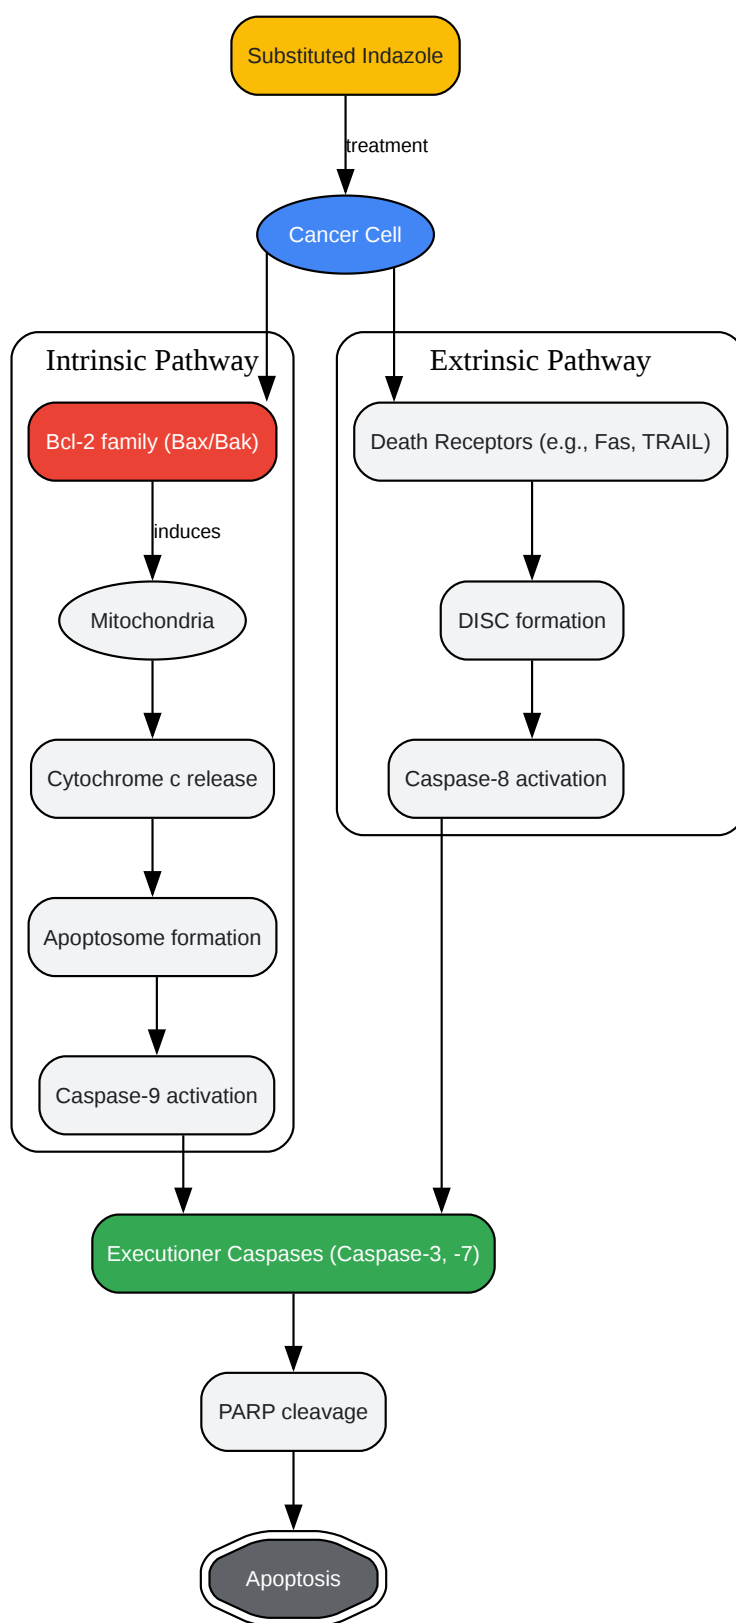 Substituted Indazole
treatment
Cancer Cell
Intrinsic Pathway
Bcl-2 family (Bax/Bak)
induces
Mitochondria
Cytochrome c release
Apoptosome formation
Caspase-9 activation
Extrinsic Pathway
Death Receptors (e.g., Fas, TRAIL)
DISC formation
Caspase-8 activation
Executioner Caspases (Caspase-3, -7)
PARP cleavage
Apoptosis